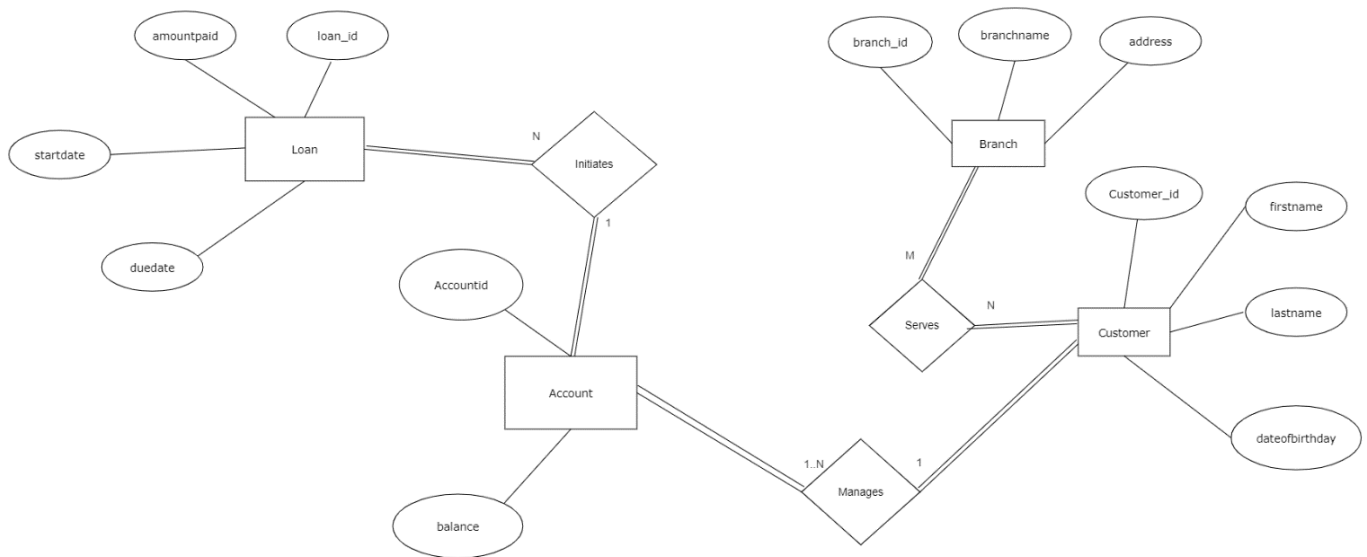 amountpaid
loan_id
branch_id
branchname
address
startdate
Loan
N
Initiates
Branch
Customer_id
firstname
1
duedate
Accountid
M
N
Serves
Customer
lastname
Account
dateofbirthday
1..N
1
Manages
balance